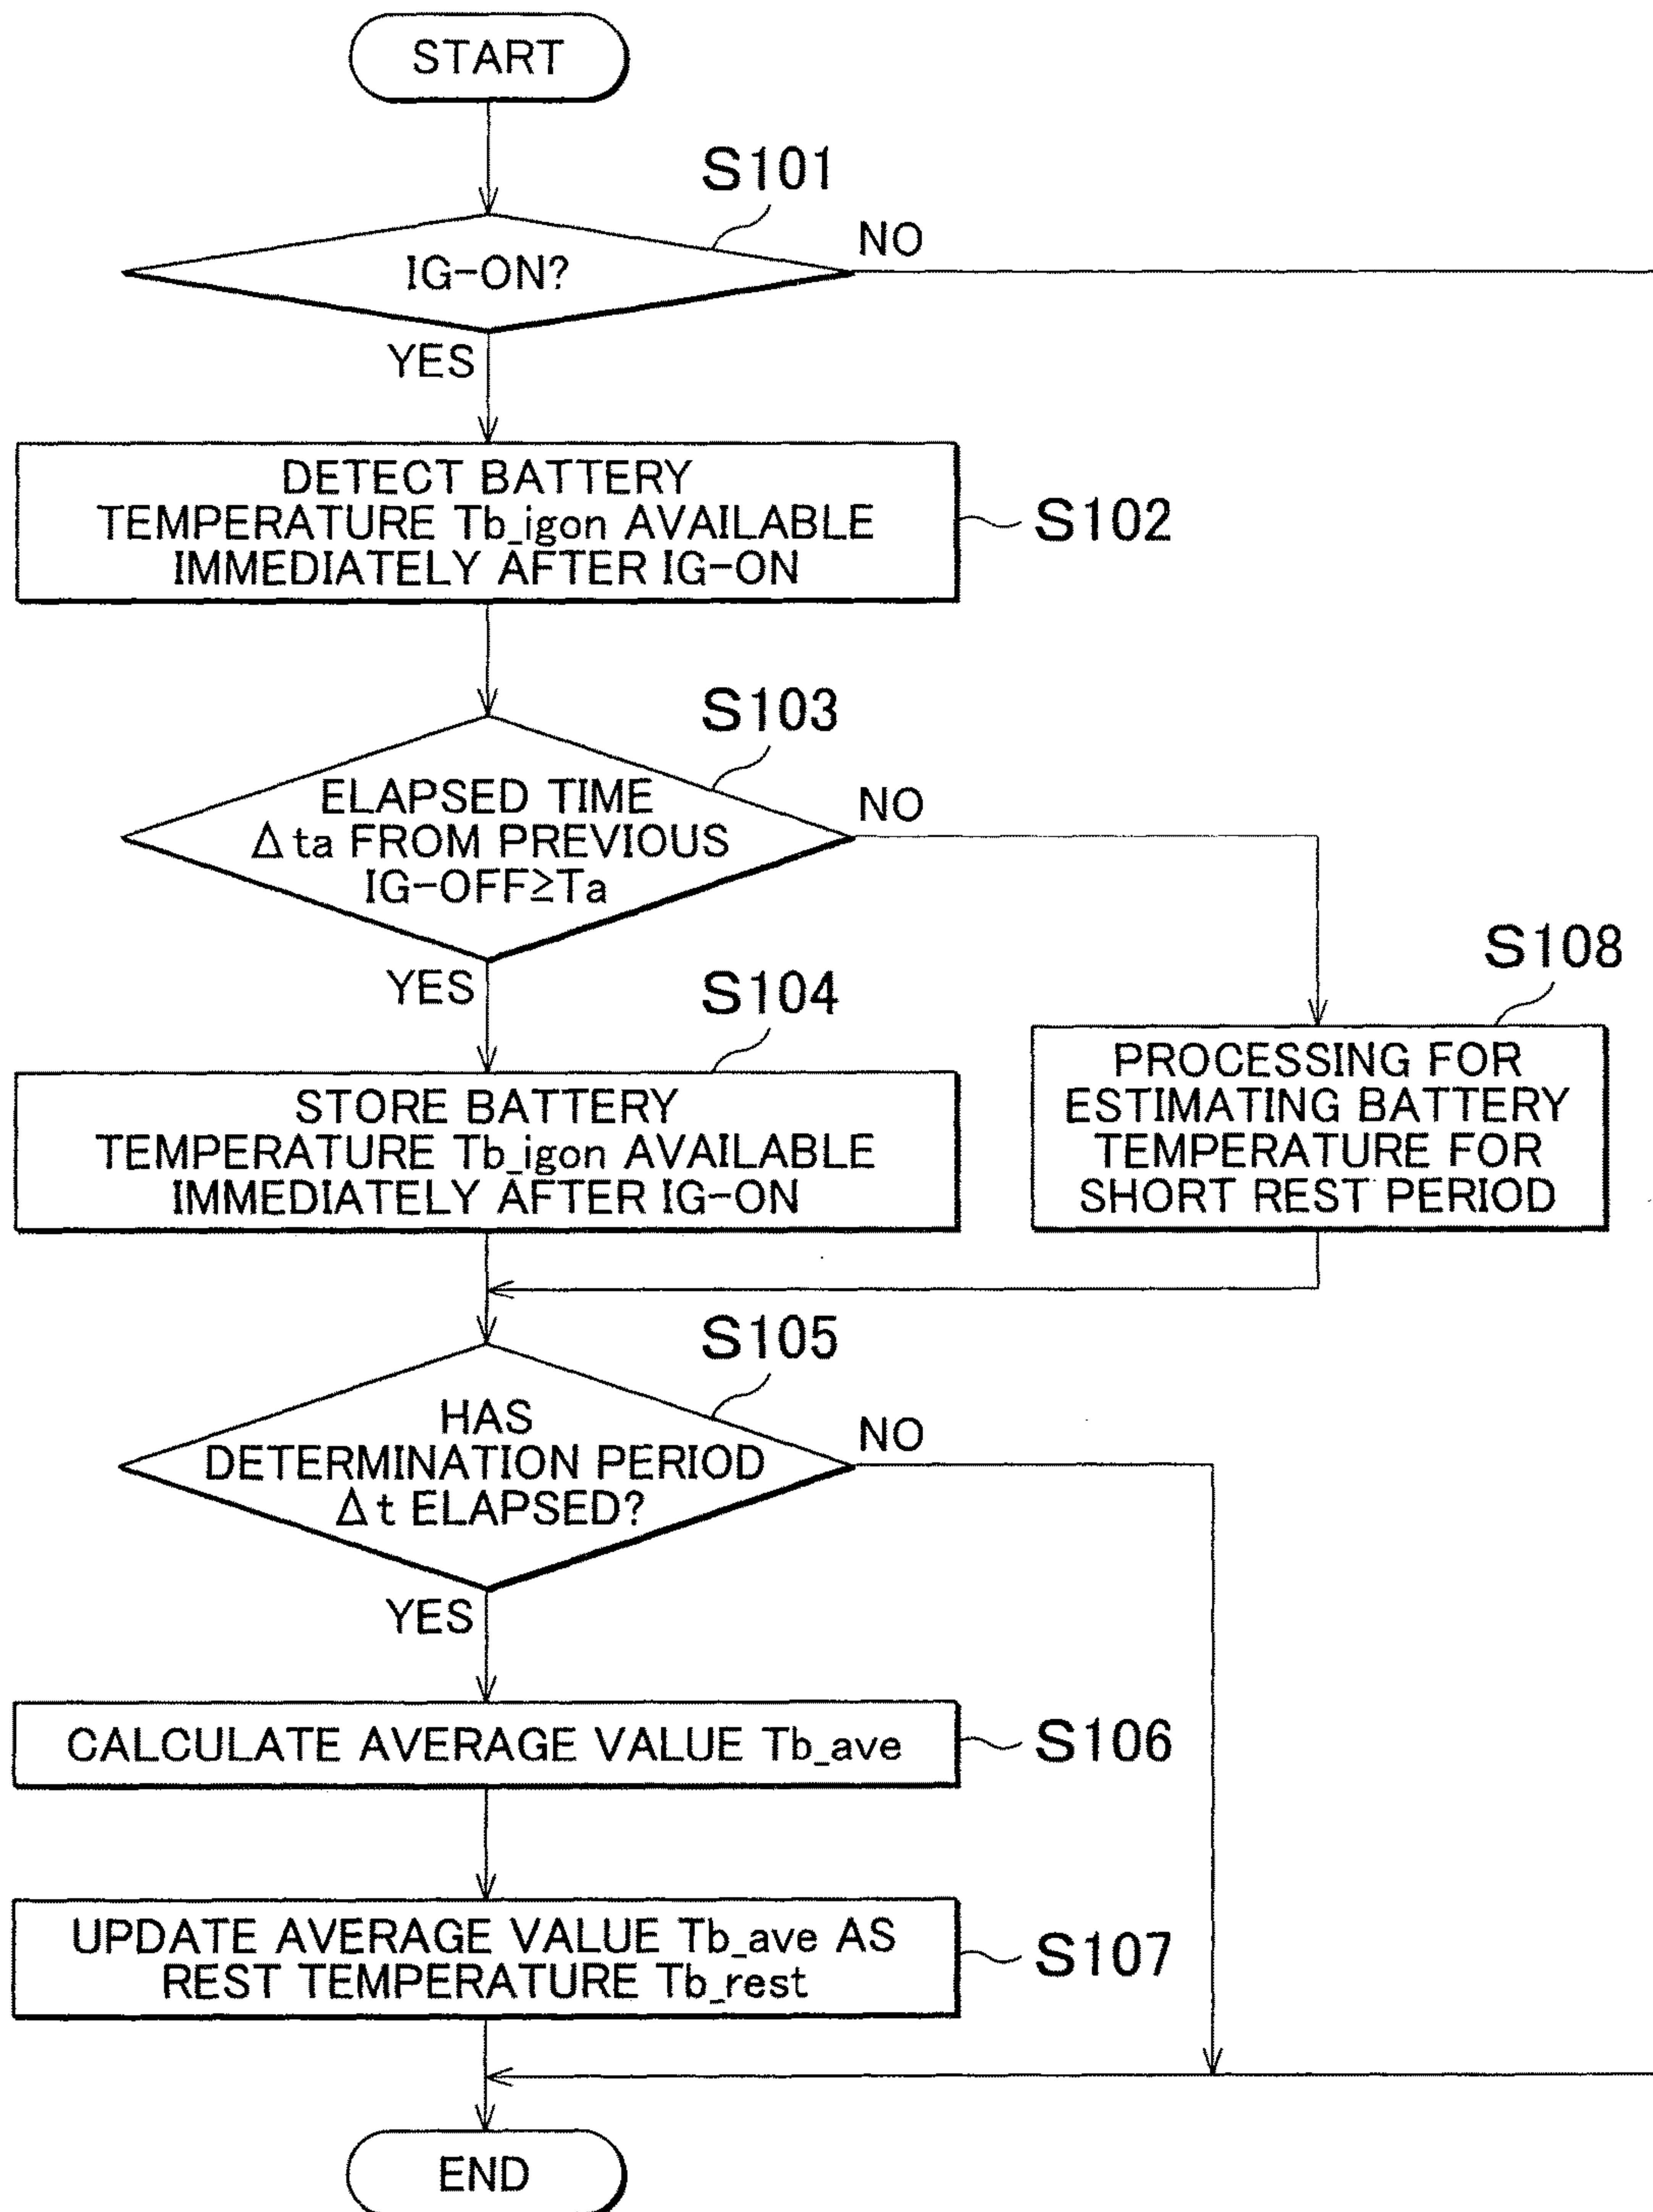 START
S101
IG-ON?
NO
YES
DETECT BATTERY
TEMPERATURE Tb_igon AVAILABLE
IMMEDIATELY AFTER IG-ON
S102
S103
ELAPSED TIME
Δta FROM PREVIOUS
IG-OFF≥Ta
NO
YES
S104
S108
STORE BATTERY
TEMPERATURE Tb_igon AVAILABLE
IMMEDIATELY AFTER IG-ON
PROCESSING FOR
ESTIMATING BATTERY
TEMPERATURE FOR
SHORT REST PERIOD
S105
HAS
DETERMINATION PERIOD
Δt ELAPSED?
NO
YES
CALCULATE AVERAGE VALUE Tb_ave
S106
UPDATE AVERAGE VALUE Tb_ave AS
REST TEMPERATURE Tb_rest
S107
END